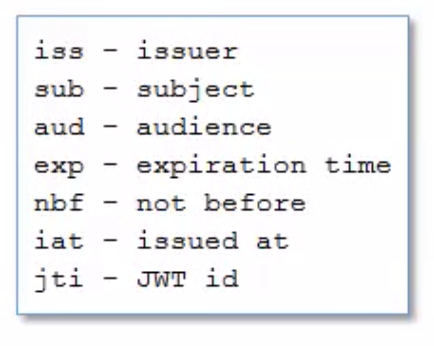 iss - issuer
sub - subject
aud - audience
exp - expiration time
nbf - not before
iat - issued at
jti - JWT id